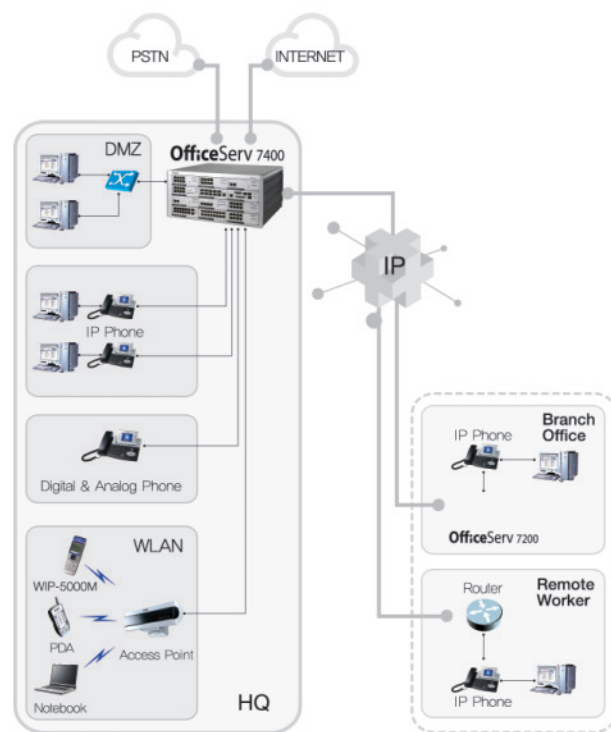 PSTN
INTERNET
DMZ
OfficeServ 7400
IP
IP Phone
Digital & Analog Phone
WLAN
WIP-5000M
PDA
Access Point
Notebook
HQ
Branch
Office
IP Phone
OfficeServ 7200
Router
Remote
Worker
IP Phone